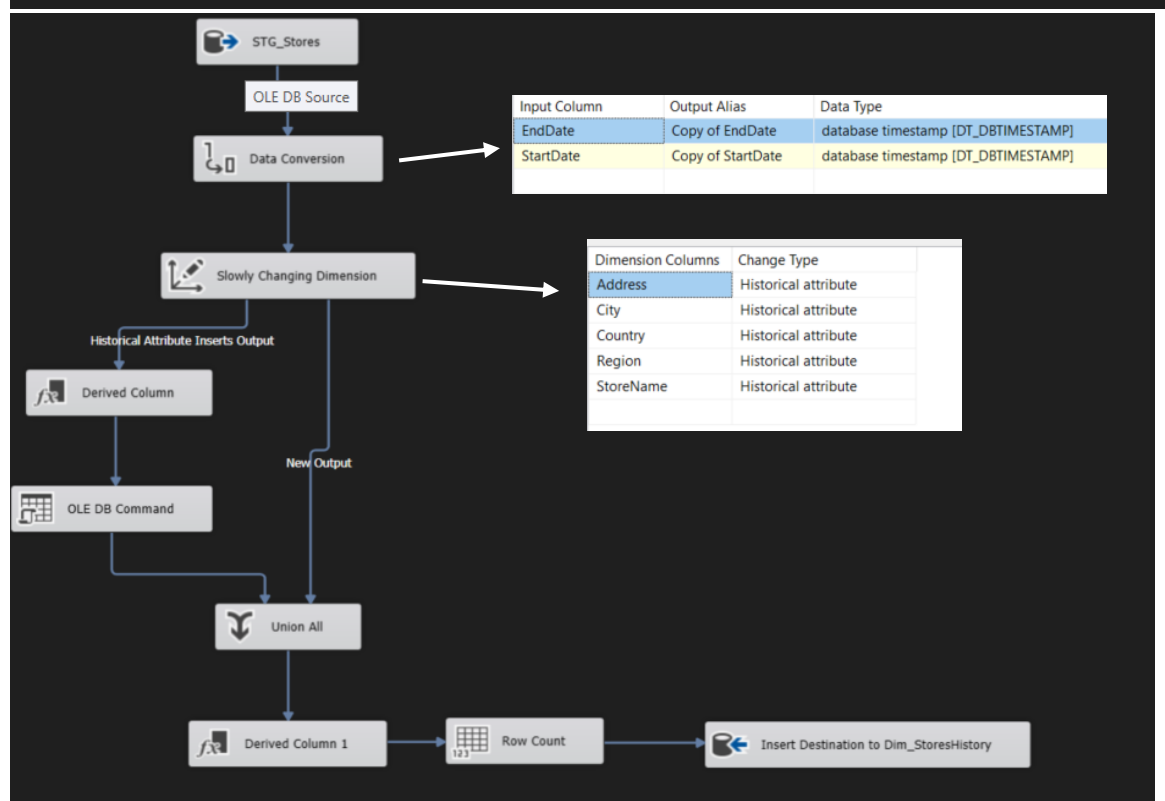 STG_Stores
OLE DB Source
Data Conversion
Input Column Output Alias Data Type
EndDate Copy of EndDate database timestamp [DT_DBTIMESTAMP]
StartDate Copy of StartDate database timestamp [DT_DBTIMESTAMP]
Slowly Changing Dimension
Dimension Columns Change Type
Address Historical attribute
City Historical attribute
Country Historical attribute
Region Historical attribute
StoreName Historical attribute
Historical Attribute Inserts Output
Derived Column
New Output
OLE DB Command
Union All
Derived Column 1
123
Row Count
Insert Destination to Dim_StoresHistory